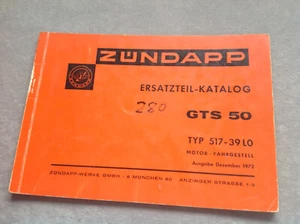 ZÜNDAPP
ERSATZTEIL-KATALOG
280
GTS 50
TYP 517-39 L0
MOTOR - FAHRGESTELL
Ausgabe Dezember 1972
ZÜNDAPP-WERKE GMBH · 8 MÜNCHEN 80 · ANZINGER STRASSE 1-3